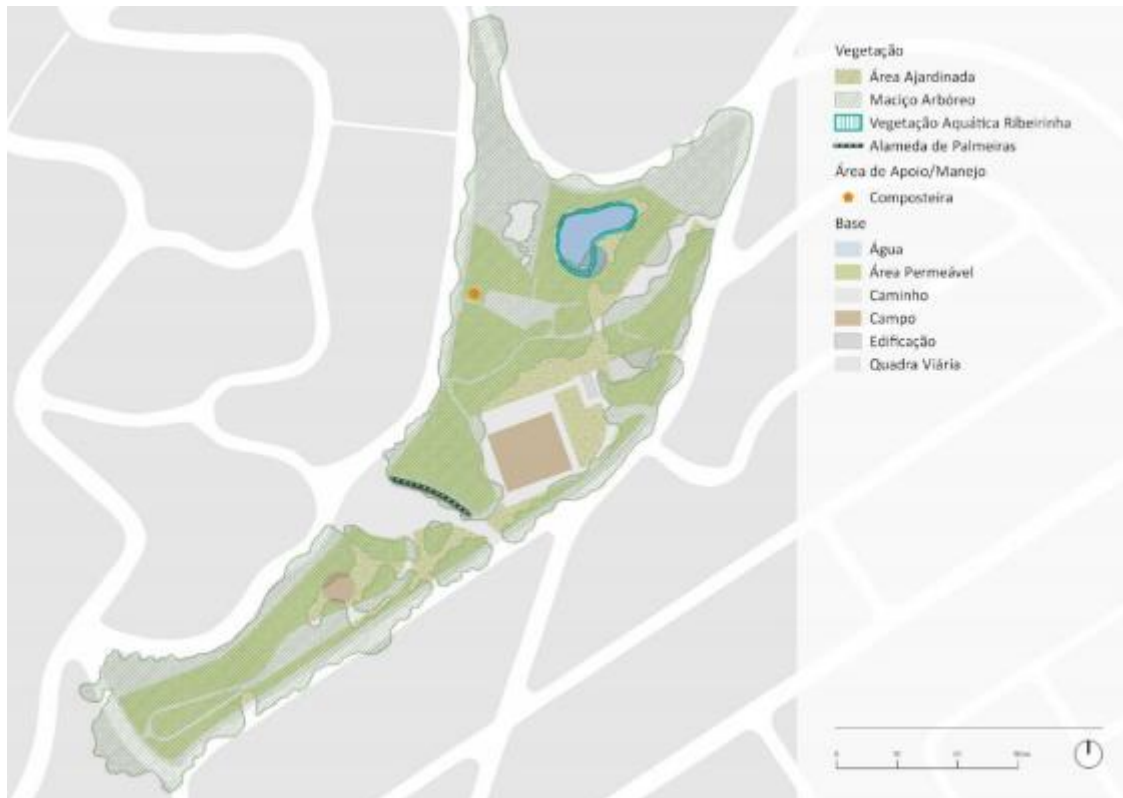 Vegetação
Área Ajardinada
Maciço Arbóreo
Vegetação Aquática Ribeirinha
Alameda de Palmeiras
Área de Apoio/Manejo
Composteira
Base
Água
Área Permeável
Caminho
Campo
Edificação
Quadra Viária
0